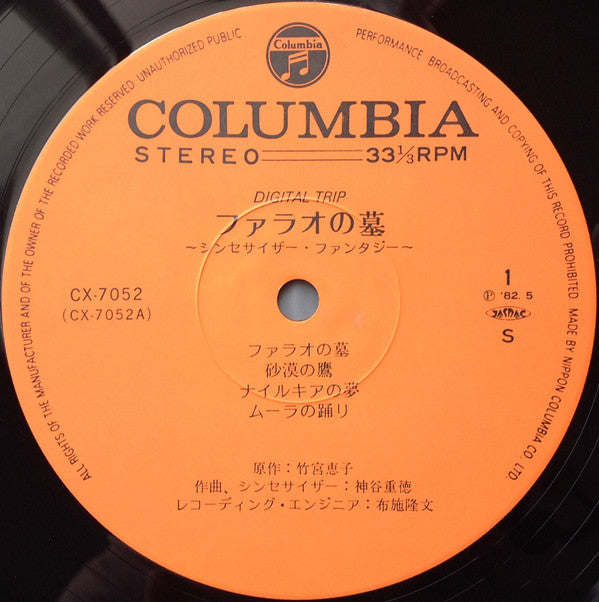 ALL RIGHTS OF THE MANUFACTURER AND OF THE OWNER OF THE RECORDED WORK RESERVED. UNAUTHORIZED PUBLIC PERFORMANCE BROADCASTING AND COPYING OF THIS RECORD PROHIBITED MADE BY NIPPON COLUMBIA CO. LTD.
Columbia
COLUMBIA
STEREO 33⅓RPM
DIGITAL TRIP
ファラオの墓
〜シンセサイザー・ファンタジー〜
CX-7052
(CX-7052A)
1
Ⓟ '82. 5
JASRAC
S
ファラオの墓
砂漠の鷹
ナイルキアの夢
ムーラの踊り
原作:竹宮恵子
作曲、シンセサイザー:神谷重徳
レコーディング・エンジニア:布施隆文